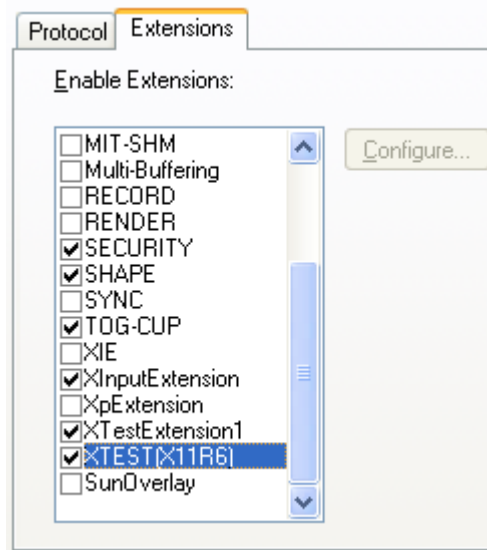 Protocol Extensions
Enable Extensions:
MIT-SHM
Configure...
Multi-Buffering
RECORD
RENDER
SECURITY
SHAPE
SYNC
TOG-CUP
XIE
XInputExtension
XpExtension
XTestExtension1
XTEST(X11R6)
SunOverlay